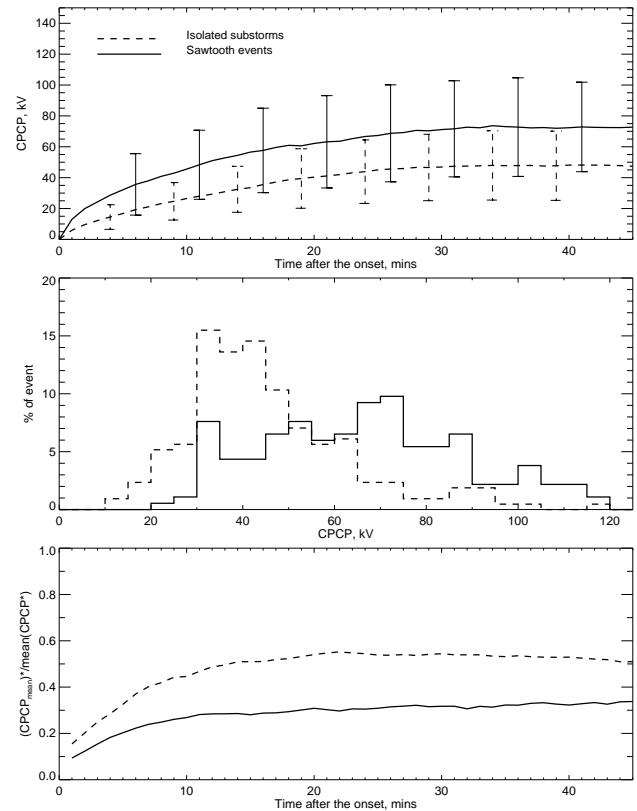 150
Isolated substorms
Sawtooth events
100
80
60
40
20
0
CPCP, kV
0 10 20 30 40
Time after the onset, mins
20
15
10
5
0
% of event
0 20 40 60 80 100 120
CPCP, kV
1.0
0.8
0.6
0.4
0.2
0.0
(CPCPmean)*/mean(CPCP*)
0 10 20 30 40
Time after the onset, mins